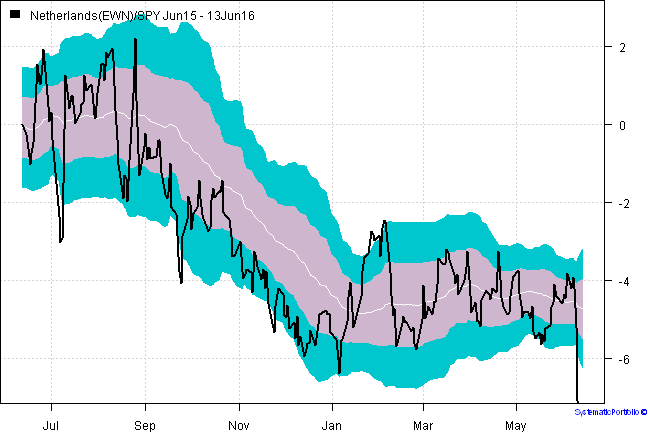 Netherlands(EWN)/SPY Jun15 - 13Jun16
2
0
-2
-4
-6
Jul Sep Nov Jan Mar May
SystematicPortfolio ©